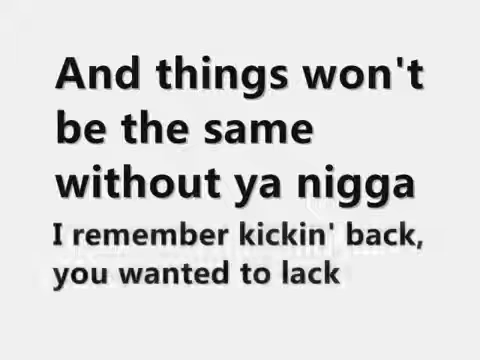 And things won't
be the same
without ya nigga
I remember kickin' back,
you wanted to lack